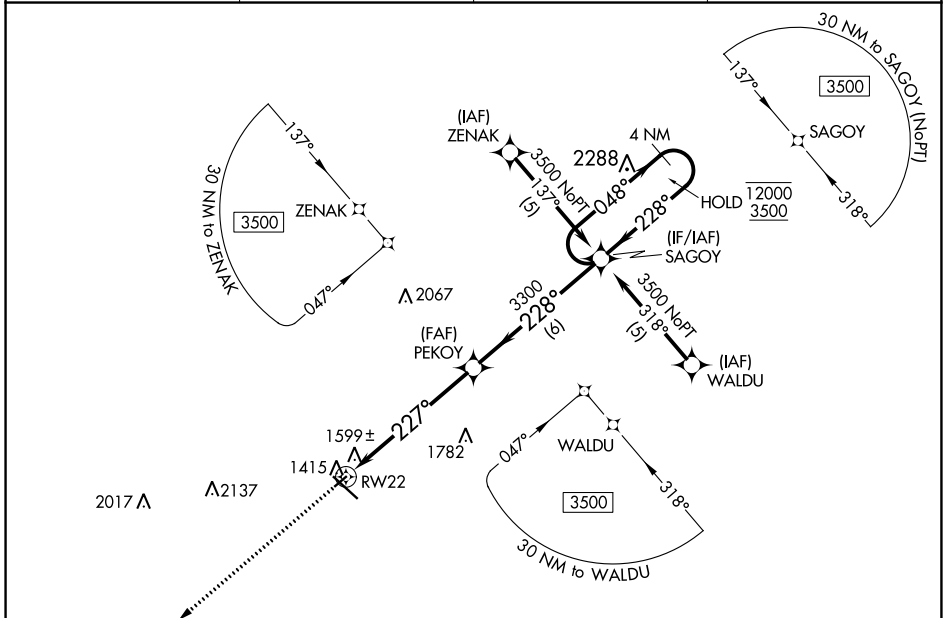 30 NM to SAGOY (NoPT)
137°
3500
SAGOY
318°
(IAF)
ZENAK
4 NM
2288
3500 NoPT
137°
(5)
048°
228°
HOLD
12000
3500
(IF/IAF)
SAGOY
137°
30 NM to ZENAK
3500
ZENAK
047°
2067
3300
228°
(6)
3500 NoPT
318°
(5)
(FAF)
PEKOY
(IAF)
WALDU
227°
1599±
1782
1415
RW22
2017
2137
047°
WALDU
3500
318°
30 NM to WALDU